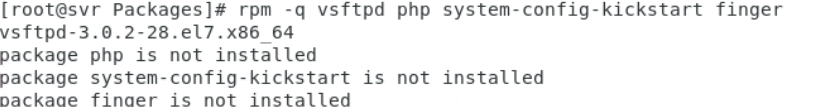 [root@svr Packages]# rpm -q vsftpd php system-config-kickstart finger
vsftpd-3.0.2-28.el7.x86_64
package php is not installed
package system-config-kickstart is not installed
package finger is not installed